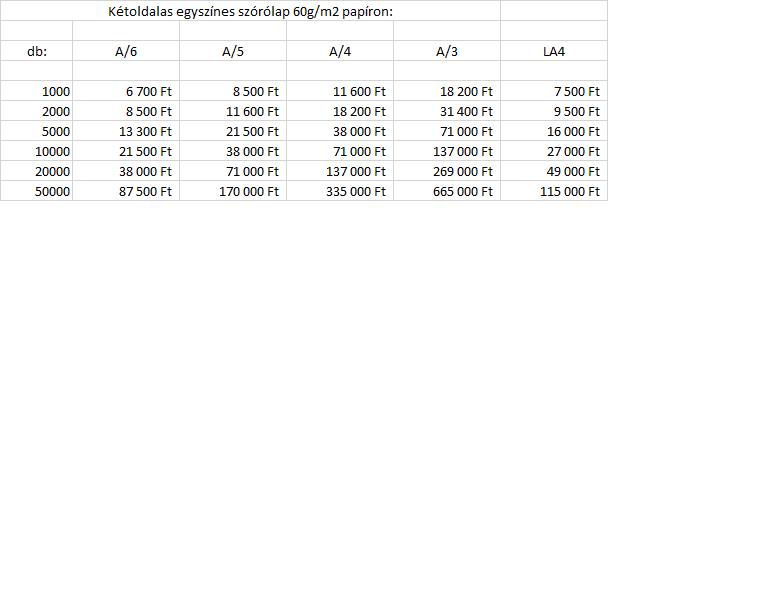 Kétoldalas egyszínes szórólap 60g/m2 papíron:
db: A/6 A/5 A/4 A/3 LA4
1000 6 700 Ft 8 500 Ft 11 600 Ft 18 200 Ft 7 500 Ft
2000 8 500 Ft 11 600 Ft 18 200 Ft 31 400 Ft 9 500 Ft
5000 13 300 Ft 21 500 Ft 38 000 Ft 71 000 Ft 16 000 Ft
10000 21 500 Ft 38 000 Ft 71 000 Ft 137 000 Ft 27 000 Ft
20000 38 000 Ft 71 000 Ft 137 000 Ft 269 000 Ft 49 000 Ft
50000 87 500 Ft 170 000 Ft 335 000 Ft 665 000 Ft 115 000 Ft